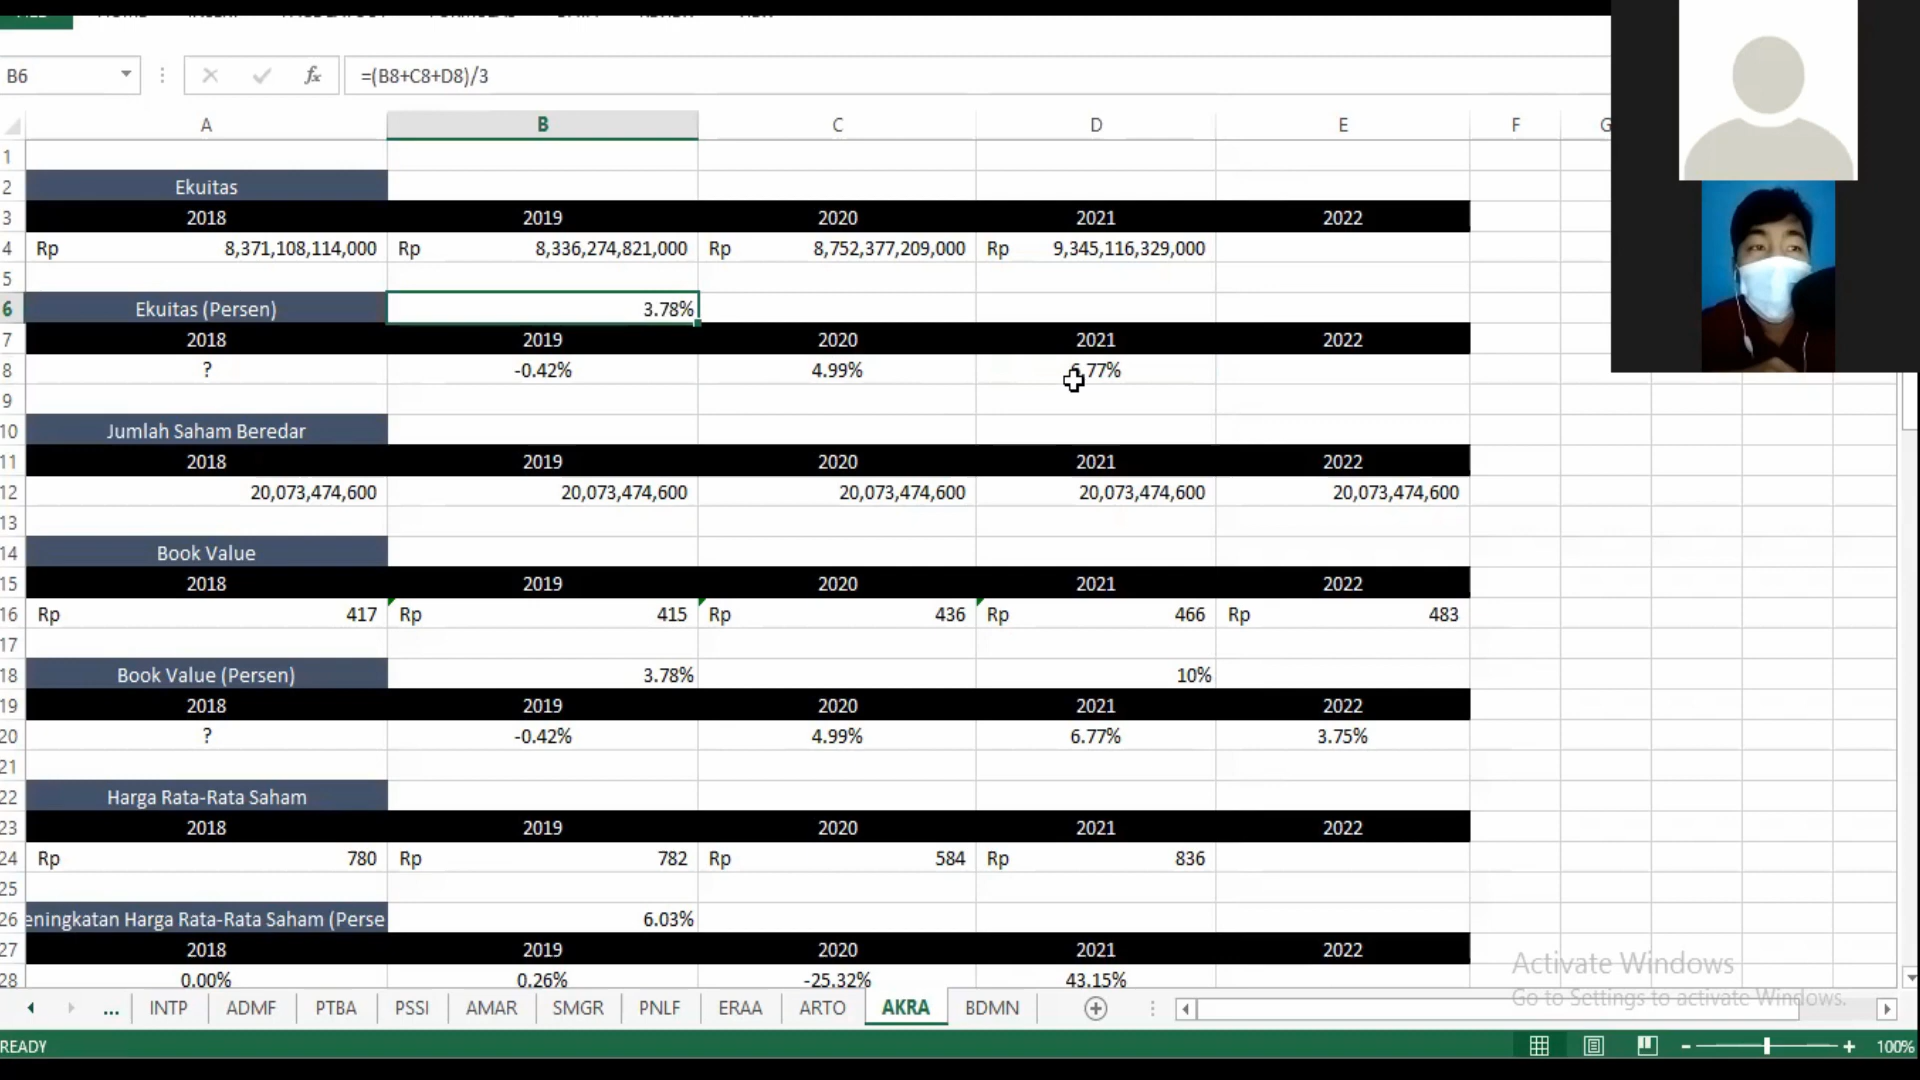 B6 fx =(B8+C8+D8)/3
A B C D E F G
1
2 Ekuitas
3 2018 2019 2020 2021 2022
4 Rp 8,371,108,114,000 Rp 8,336,274,821,000 Rp 8,752,377,209,000 Rp 9,345,116,329,000
5
6 Ekuitas (Persen) 3.78%
7 2018 2019 2020 2021 2022
8 ? -0.42% 4.99% 6.77%
9
10 Jumlah Saham Beredar
11 2018 2019 2020 2021 2022
12 20,073,474,600 20,073,474,600 20,073,474,600 20,073,474,600 20,073,474,600
13
14 Book Value
15 2018 2019 2020 2021 2022
16 Rp 417 Rp 415 Rp 436 Rp 466 Rp 483
17
18 Book Value (Persen) 3.78% 10%
19 2018 2019 2020 2021 2022
20 ? -0.42% 4.99% 6.77% 3.75%
21
22 Harga Rata-Rata Saham
23 2018 2019 2020 2021 2022
24 Rp 780 Rp 782 Rp 584 Rp 836
25
26 eningkatan Harga Rata-Rata Saham (Perse 6.03%
27 2018 2019 2020 2021 2022
28 0.00% 0.26% -25.32% 43.15%
Activate Windows
Go to Settings to activate Windows.
... INTP ADMF PTBA PSSI AMAR SMGR PNLF ERAA ARTO AKRA BDMN
READY 100%